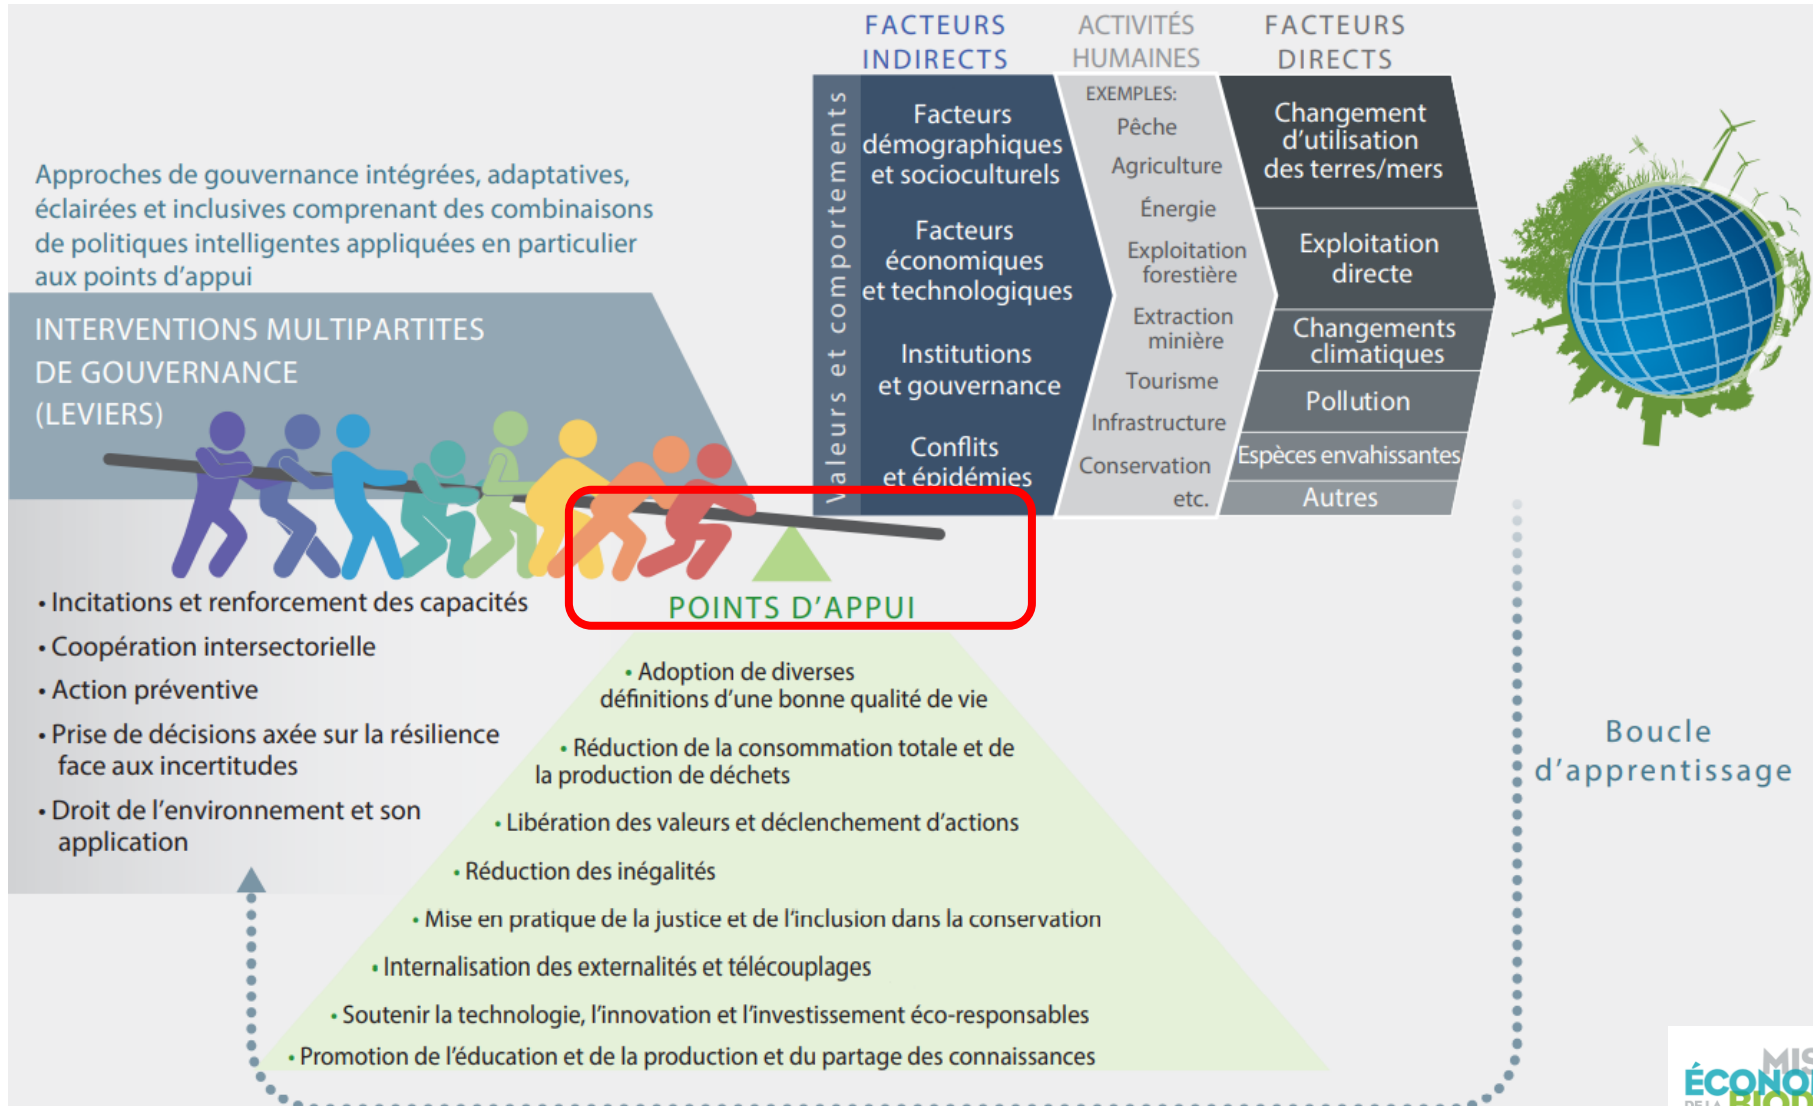 FACTEURS
INDIRECTS
ACTIVITÉS
HUMAINES
FACTEURS
DIRECTS
Valeurs et comportements
Facteurs
démographiques
et socioculturels
Facteurs
économiques
et technologiques
Institutions
et gouvernance
Conflits
et épidémies
EXEMPLES:
Pêche
Agriculture
Énergie
Exploitation
forestière
Extraction
minière
Tourisme
Infrastructure
Conservation
etc.
Changement
d'utilisation
des terres/mers
Exploitation
directe
Changements
climatiques
Pollution
Espèces envahissantes
Autres
Approches de gouvernance intégrées, adaptatives,
éclairées et inclusives comprenant des combinaisons
de politiques intelligentes appliquées en particulier
aux points d'appui
INTERVENTIONS MULTIPARTITES
DE GOUVERNANCE
(LEVIERS)
• Incitations et renforcement des capacités
• Coopération intersectorielle
• Action préventive
• Prise de décisions axée sur la résilience
face aux incertitudes
• Droit de l'environnement et son
application
POINTS D'APPUI
• Adoption de diverses
définitions d'une bonne qualité de vie
• Réduction de la consommation totale et de
la production de déchets
• Libération des valeurs et déclenchement d'actions
• Réduction des inégalités
• Mise en pratique de la justice et de l'inclusion dans la conservation
• Internalisation des externalités et télécouplages
• Soutenir la technologie, l'innovation et l'investissement éco-responsables
• Promotion de l'éducation et de la production et du partage des connaissances
Boucle
d'apprentissage
DE LA